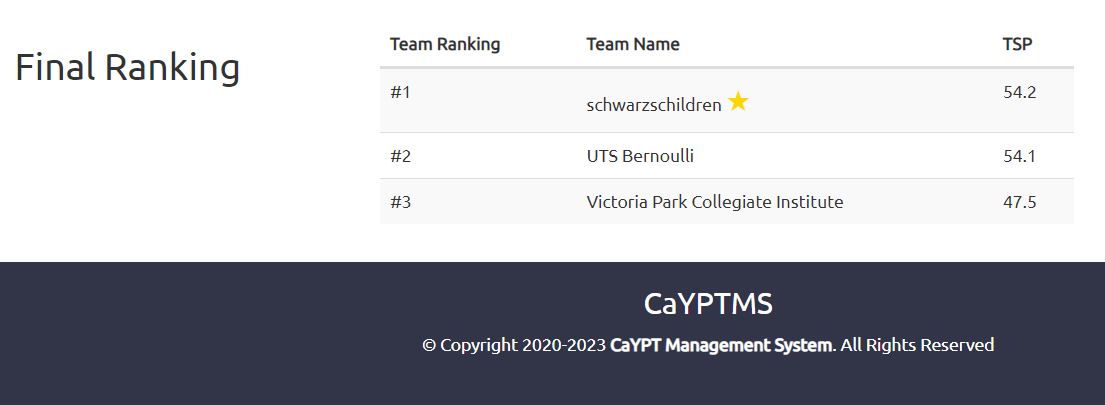 Final Ranking
Team Ranking Team Name TSP
#1 schwarzschildren 54.2
#2 UTS Bernoulli 54.1
#3 Victoria Park Collegiate Institute 47.5
CaYPTMS
© Copyright 2020-2023 CaYPT Management System. All Rights Reserved